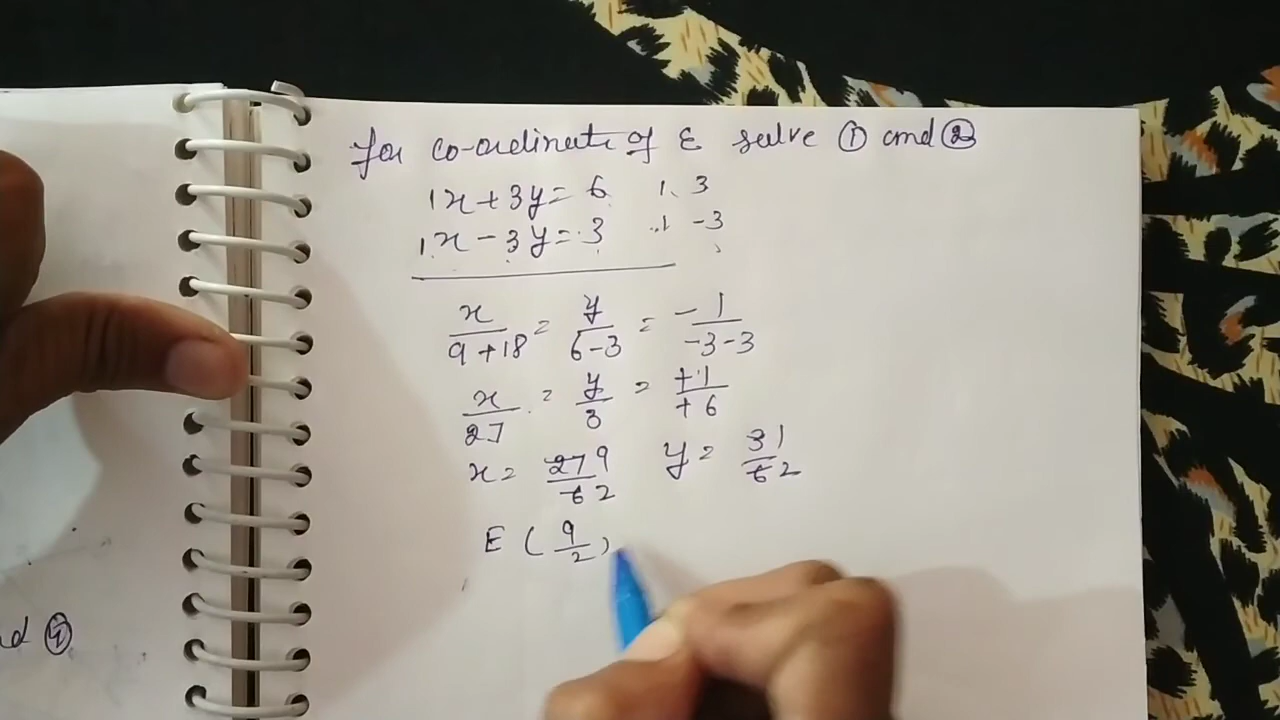 for co-ordinate of E solve ① and ②
1x + 3y = 6 1, 3
1x - 3y = 3 1 -3
x/(9+18) = y/(6-3) = -1/(-3-3)
x/27 = y/3 = +1/+6
x = 27/6 9/2 y = 3/6 1/2
E (9/2,
nd ④